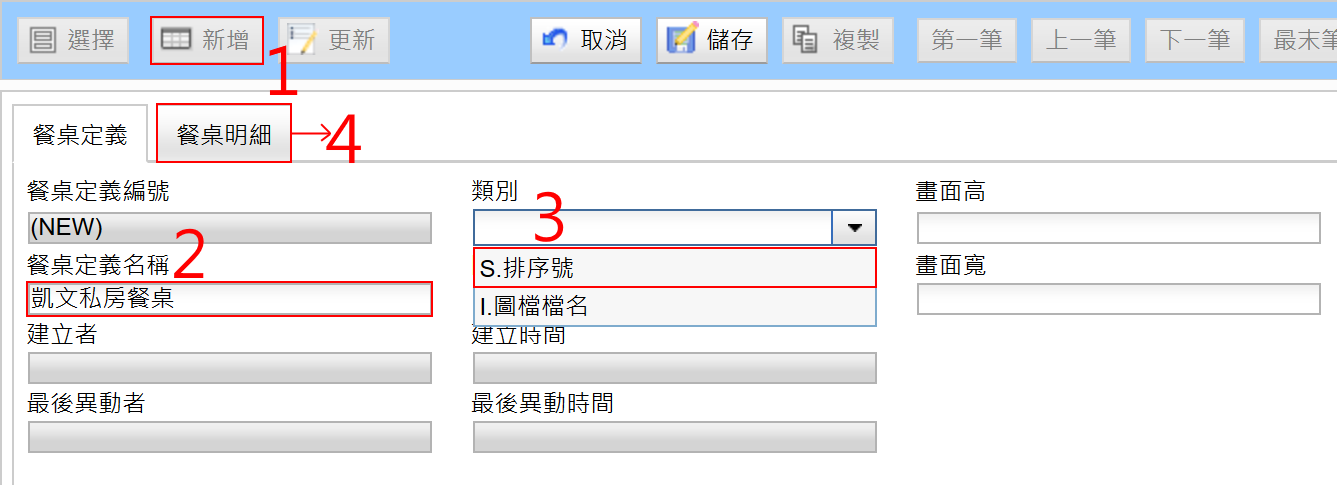 選擇 新增 更新 取消 儲存 複製 第一筆 上一筆 下一筆 最末筆
1
餐桌定義 餐桌明細 4
餐桌定義編號 類別 畫面高
(NEW) 3
餐桌定義名稱 2 S.排序號 畫面寬
凱文私房餐桌 I.圖檔檔名
建立者 建立時間
最後異動者 最後異動時間